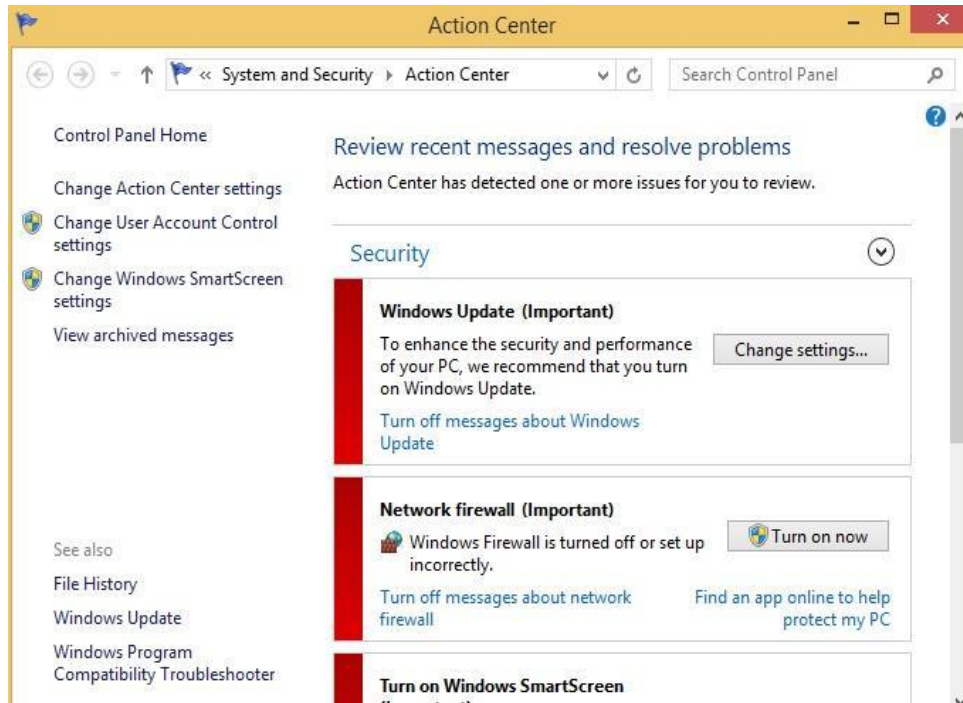 Action Center
« System and Security Action Center
Search Control Panel
Control Panel Home
Change Action Center settings
Change User Account Control
settings
Change Windows SmartScreen
settings
View archived messages
See also
File History
Windows Update
Windows Program
Compatibility Troubleshooter
?
Review recent messages and resolve problems
Action Center has detected one or more issues for you to review.
Security
Windows Update (Important)
To enhance the security and performance
of your PC, we recommend that you turn
on Windows Update.
Change settings...
Turn off messages about Windows
Update
Network firewall (Important)
Windows Firewall is turned off or set up
incorrectly.
Turn on now
Turn off messages about network
firewall
Find an app online to help
protect my PC
Turn on Windows SmartScreen